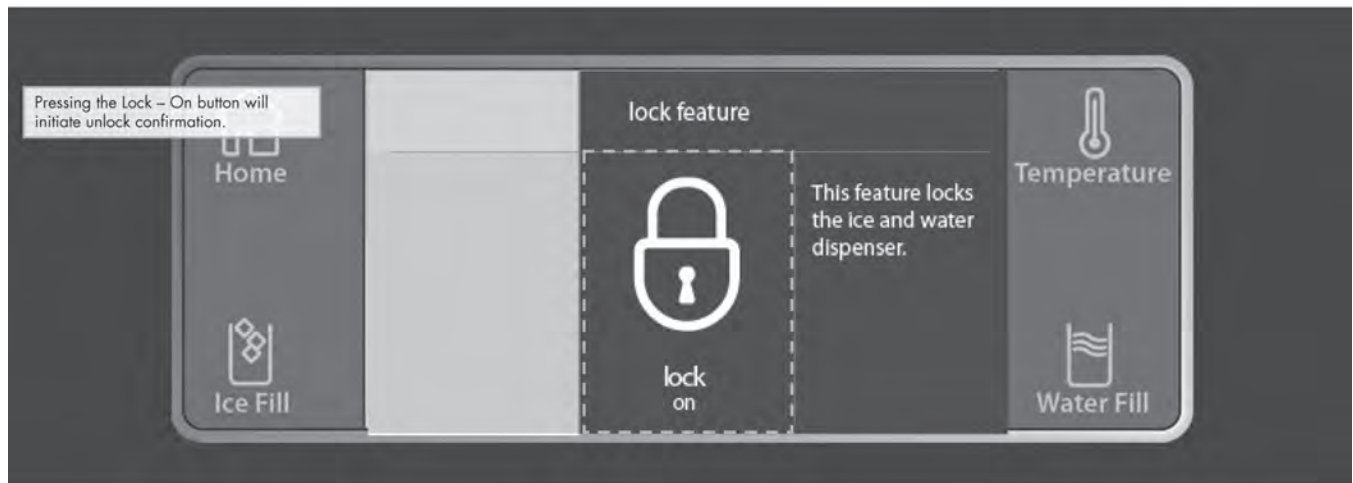 Pressing the Lock – On button will
initiate unlock confirmation.
Home
Ice Fill
lock feature
lock
on
This feature locks
the ice and water
dispenser.
Temperature
Water Fill